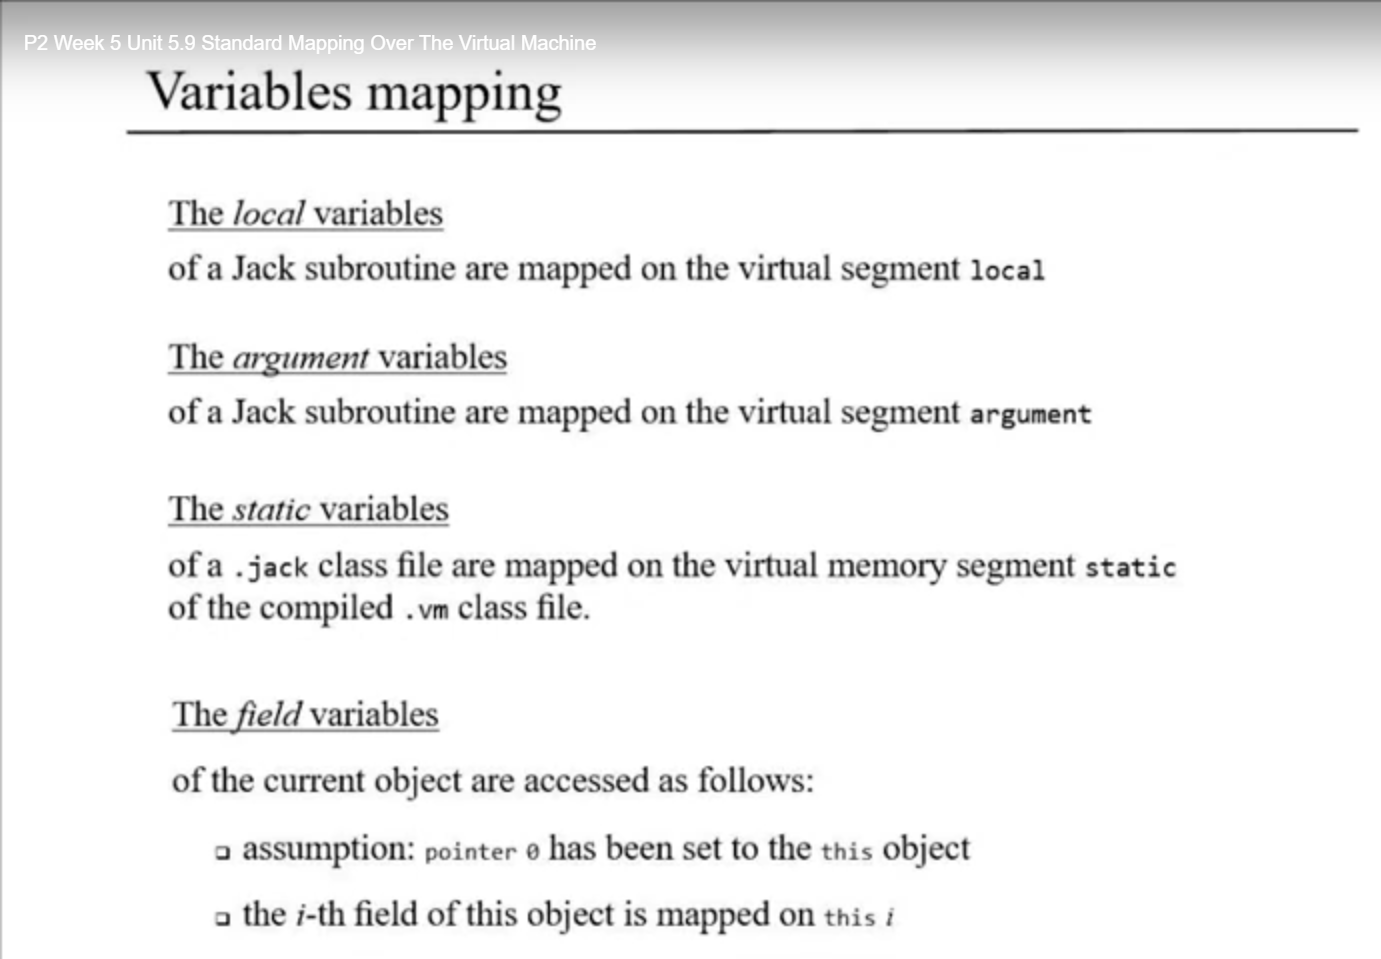 P2 Week 5 Unit 5.9 Standard Mapping Over The Virtual Machine
Variables mapping
The local variables
of a Jack subroutine are mapped on the virtual segment local
The argument variables
of a Jack subroutine are mapped on the virtual segment argument
The static variables
of a .jack class file are mapped on the virtual memory segment static
of the compiled .vm class file.
The field variables
of the current object are accessed as follows:
assumption: pointer 0 has been set to the this object
the i-th field of this object is mapped on this i